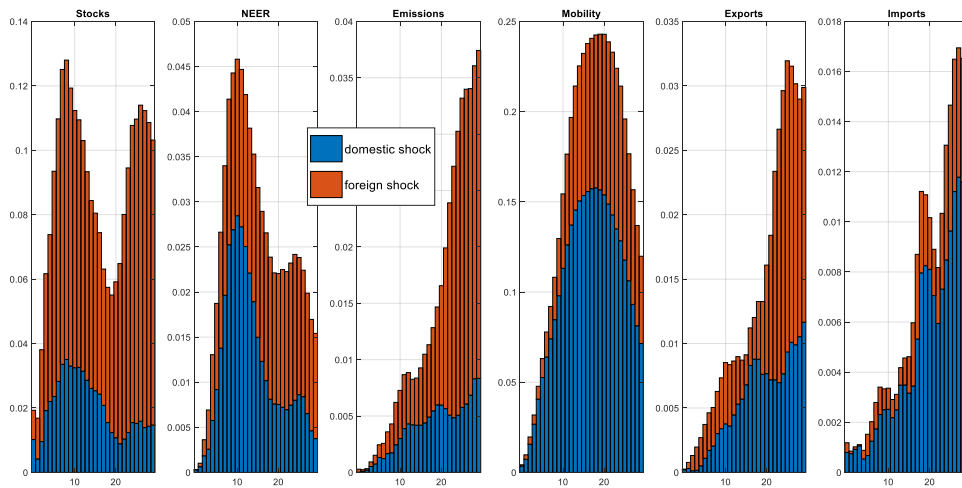 Stocks NEER Emissions Mobility Exports Imports
0.14 0.05 0.04 0.25 0.035 0.018
0.12 0.045 0.035 0.2 0.03 0.016
0.1 0.04 0.02 0.15 0.025 0.014
0.08 0.035 0.015 0.1 0.02 0.012
0.06 0.03 0.01 0.05 0.015 0.01
0.04 0.025 0.005 0 0.01 0.008
0.02 0.02 0 0.005 0.006
0 0.015 0 0.004
0.01 0.002
0.005 0
0
domestic shock
foreign shock
10 20 10 20 10 20 10 20 10 20 10 20